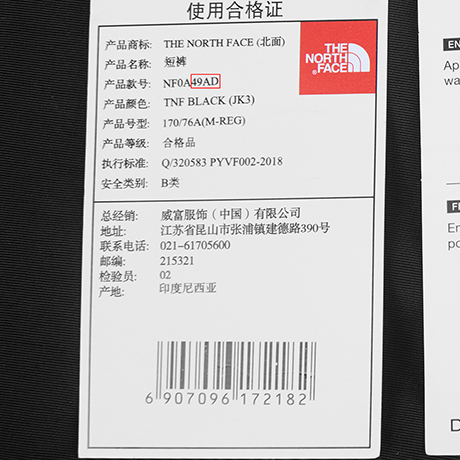 使用合格证
产品商标: THE NORTH FACE (北面)
产品名称: 短裤
产品款号: NF0A49AD
产品颜色: TNF BLACK (JK3)
产品号型: 170/76A(M-REG)
产品等级: 合格品
执行标准: Q/320583 PYVF002-2018
安全类别: B类
THE
NORTH
FACE
总经销: 威富服饰（中国）有限公司
地址: 江苏省昆山市张浦镇建德路390号
联系电话: 021-61705600
邮编: 215321
检验员: 02
产地: 印度尼西亚
6 907096 172182
EN
Ap
wa
FR
En
po
D